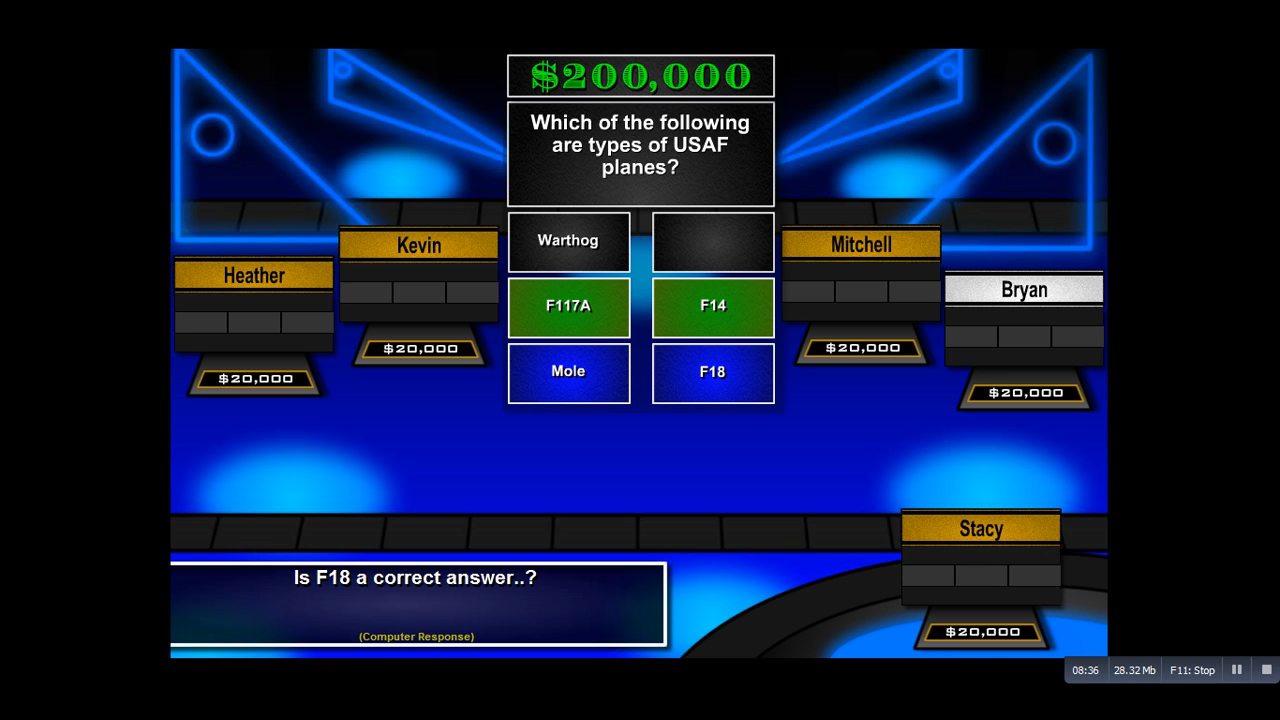 $200,000
Which of the following
are types of USAF
planes?
Warthog
F117A
F14
Mole
F18
Heather
$20,000
Kevin
$20,000
Mitchell
$20,000
Bryan
$20,000
Stacy
$20,000
Is F18 a correct answer..?
(Computer Response)
08:36 28.32 Mb F11: Stop